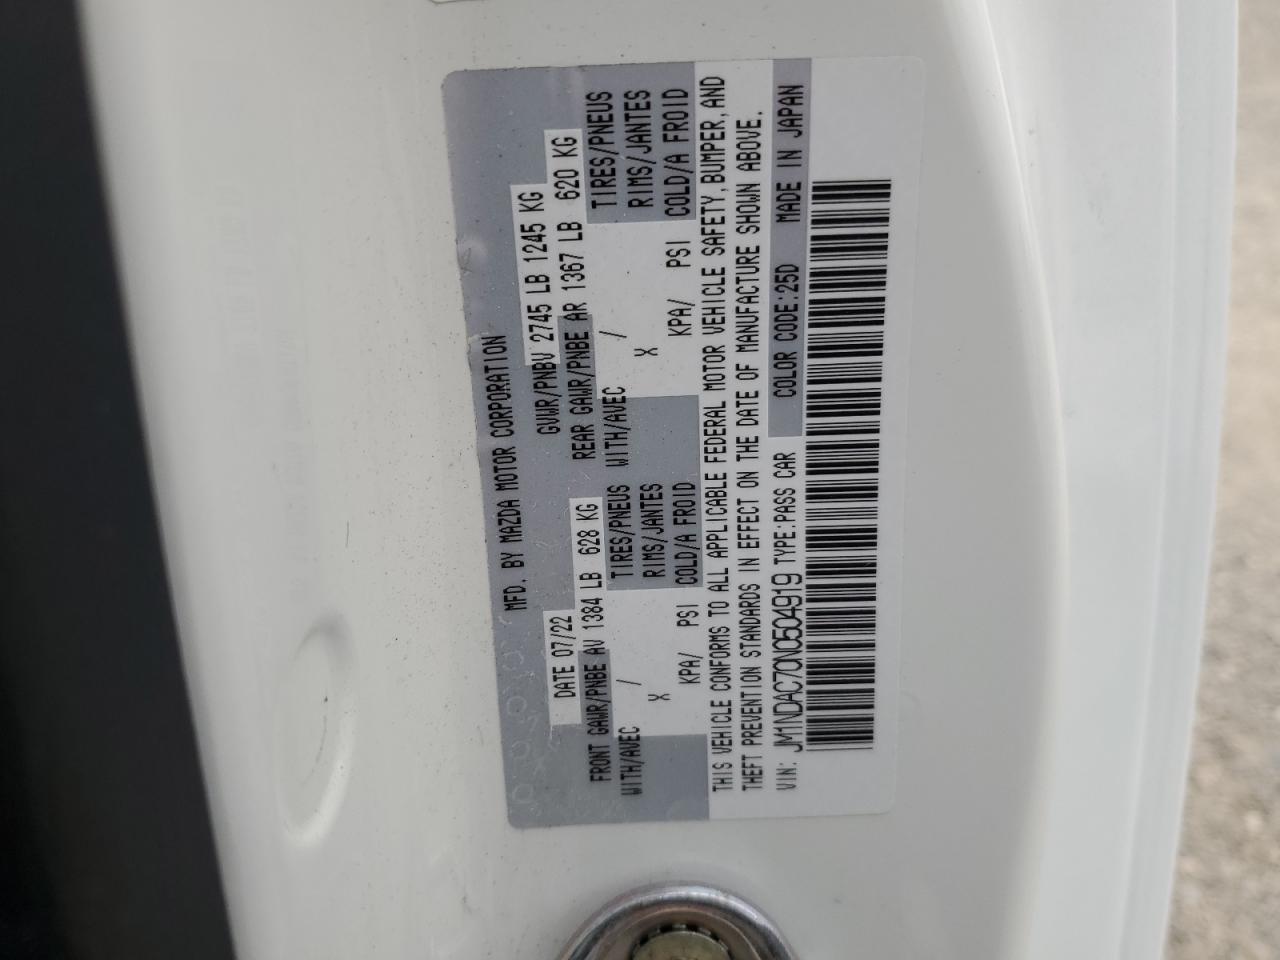 MFD. BY MAZDA MOTOR CORPORATION
DATE 07/22 GVWR/PNBV 2745 LB 1245 KG
FRONT GAWR/PNBE AV 1384 LB 628 KG REAR GAWR/PNBE AR 1367 LB 620 KG
WITH/AVEC / TIRES/PNEUS WITH/AVEC / TIRES/PNEUS
X RIMS/JANTES X RIMS/JANTES
KPA/ PSI COLD/A FROID KPA/ PSI COLD/A FROID
THIS VEHICLE CONFORMS TO ALL APPLICABLE FEDERAL MOTOR VEHICLE SAFETY, BUMPER, AND
THEFT PREVENTION STANDARDS IN EFFECT ON THE DATE OF MANUFACTURE SHOWN ABOVE.
VIN: JM1NDAC70N0504919 TYPE:PASS CAR COLOR CODE:25D MADE IN JAPAN